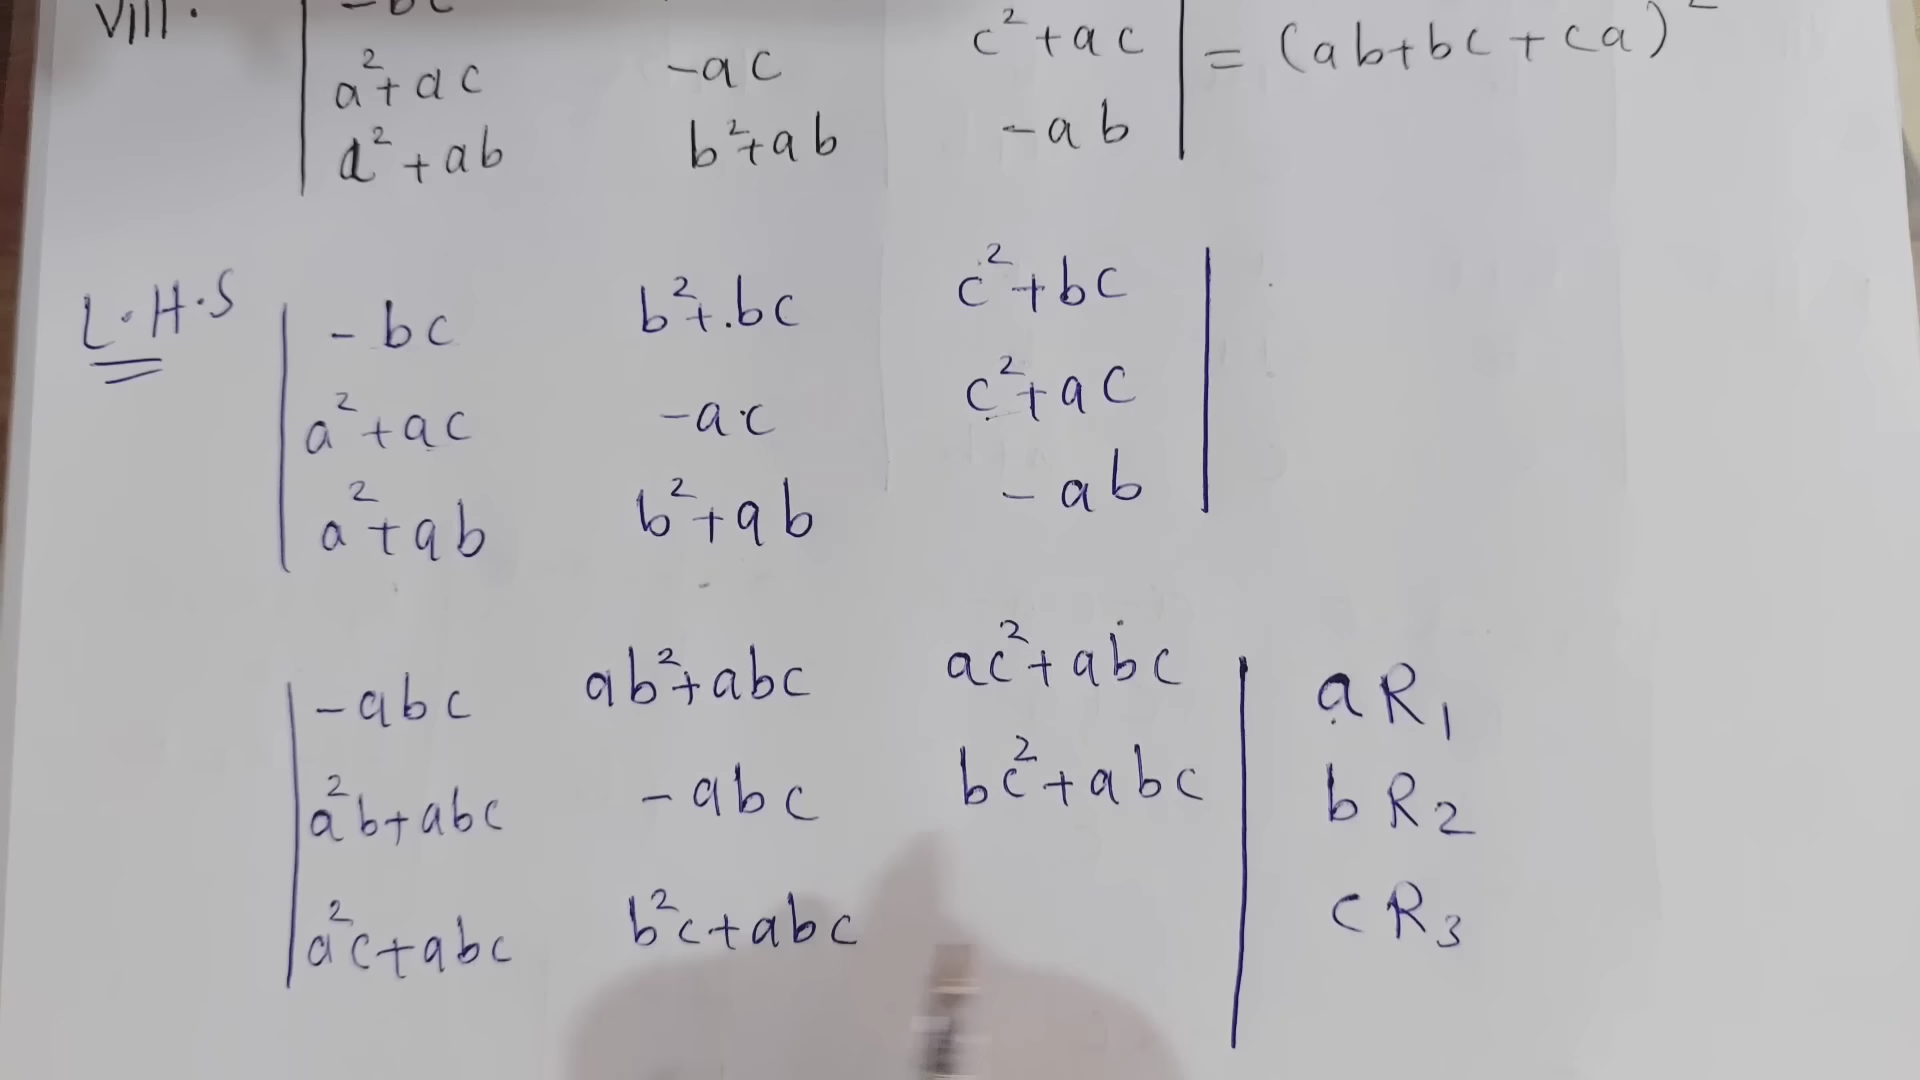 VIII. | -bc
a²+ac -ac c²+ac | = (ab+bc+ca)²
a²+ab b²+ab -ab
L.H.S | -bc b²+.bc c²+bc |
a²+ac -ac c²+ac
a²+ab b²+ab -ab
| -abc ab²+abc ac²+abc | aR₁
a²b+abc -abc bc²+abc bR₂
a²c+abc b²c+abc cR₃